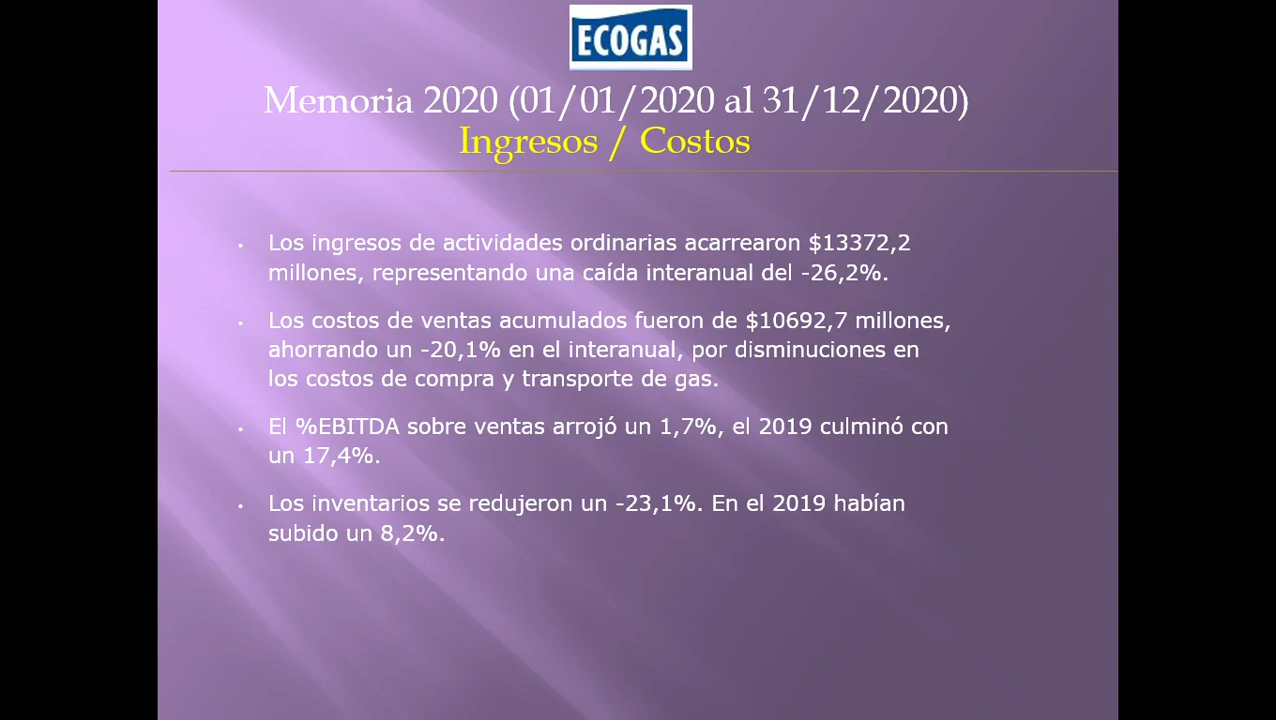 ECOGAS
Memoria 2020 (01/01/2020 al 31/12/2020)
Ingresos / Costos
• Los ingresos de actividades ordinarias acarrearon $13372,2
millones, representando una caída interanual del -26,2%.
• Los costos de ventas acumulados fueron de $10692,7 millones,
ahorrando un -20,1% en el interanual, por disminuciones en
los costos de compra y transporte de gas.
• El %EBITDA sobre ventas arrojó un 1,7%, el 2019 culminó con
un 17,4%.
• Los inventarios se redujeron un -23,1%. En el 2019 habían
subido un 8,2%.